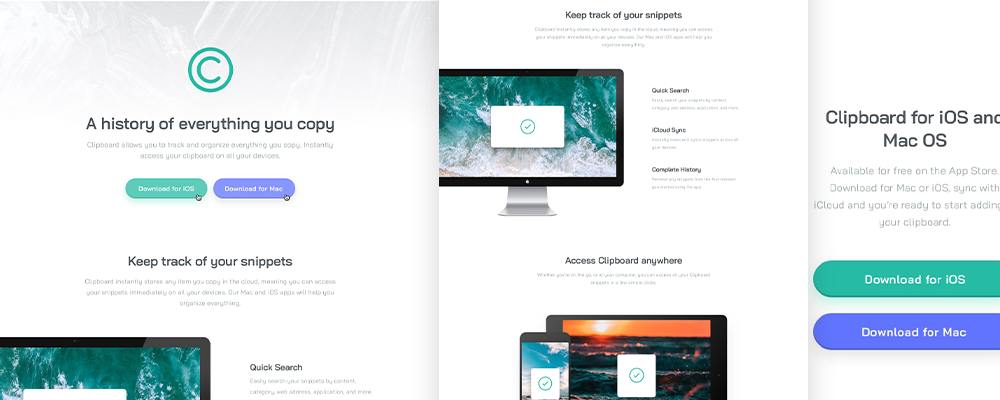 A history of everything you copy
Clipboard allows you to track and organize everything you copy. Instantly
access your clipboard on all your devices.
Download for iOS
Download for Mac
Keep track of your snippets
Clipboard instantly stores any item you copy in the cloud, meaning you can access
your snippets immediately on all your devices. Our Mac and iOS apps will help you
organize everything.
Quick Search
Easily search your snippets by content,
category, web address, application, and more.
Keep track of your snippets
Clipboard instantly stores any item you copy in the cloud, meaning you can access
your snippets immediately on all your devices. Our Mac and iOS apps will help you
organize everything.
Quick Search
Easily search your snippets by content,
category, web address, application, and more.
iCloud Sync
Instantly saves and syncs snippets across all
your devices.
Complete History
Retrieve any snippets from the first moment
you started using the app.
Access Clipboard anywhere
Whether you're on the go, or at your computer, you can access all your Clipboard
snippets in a few simple clicks.
Clipboard for iOS and
Mac OS
Available for free on the App Store.
Download for Mac or iOS, sync with
iCloud and you're ready to start adding
your clipboard.
Download for iOS
Download for Mac